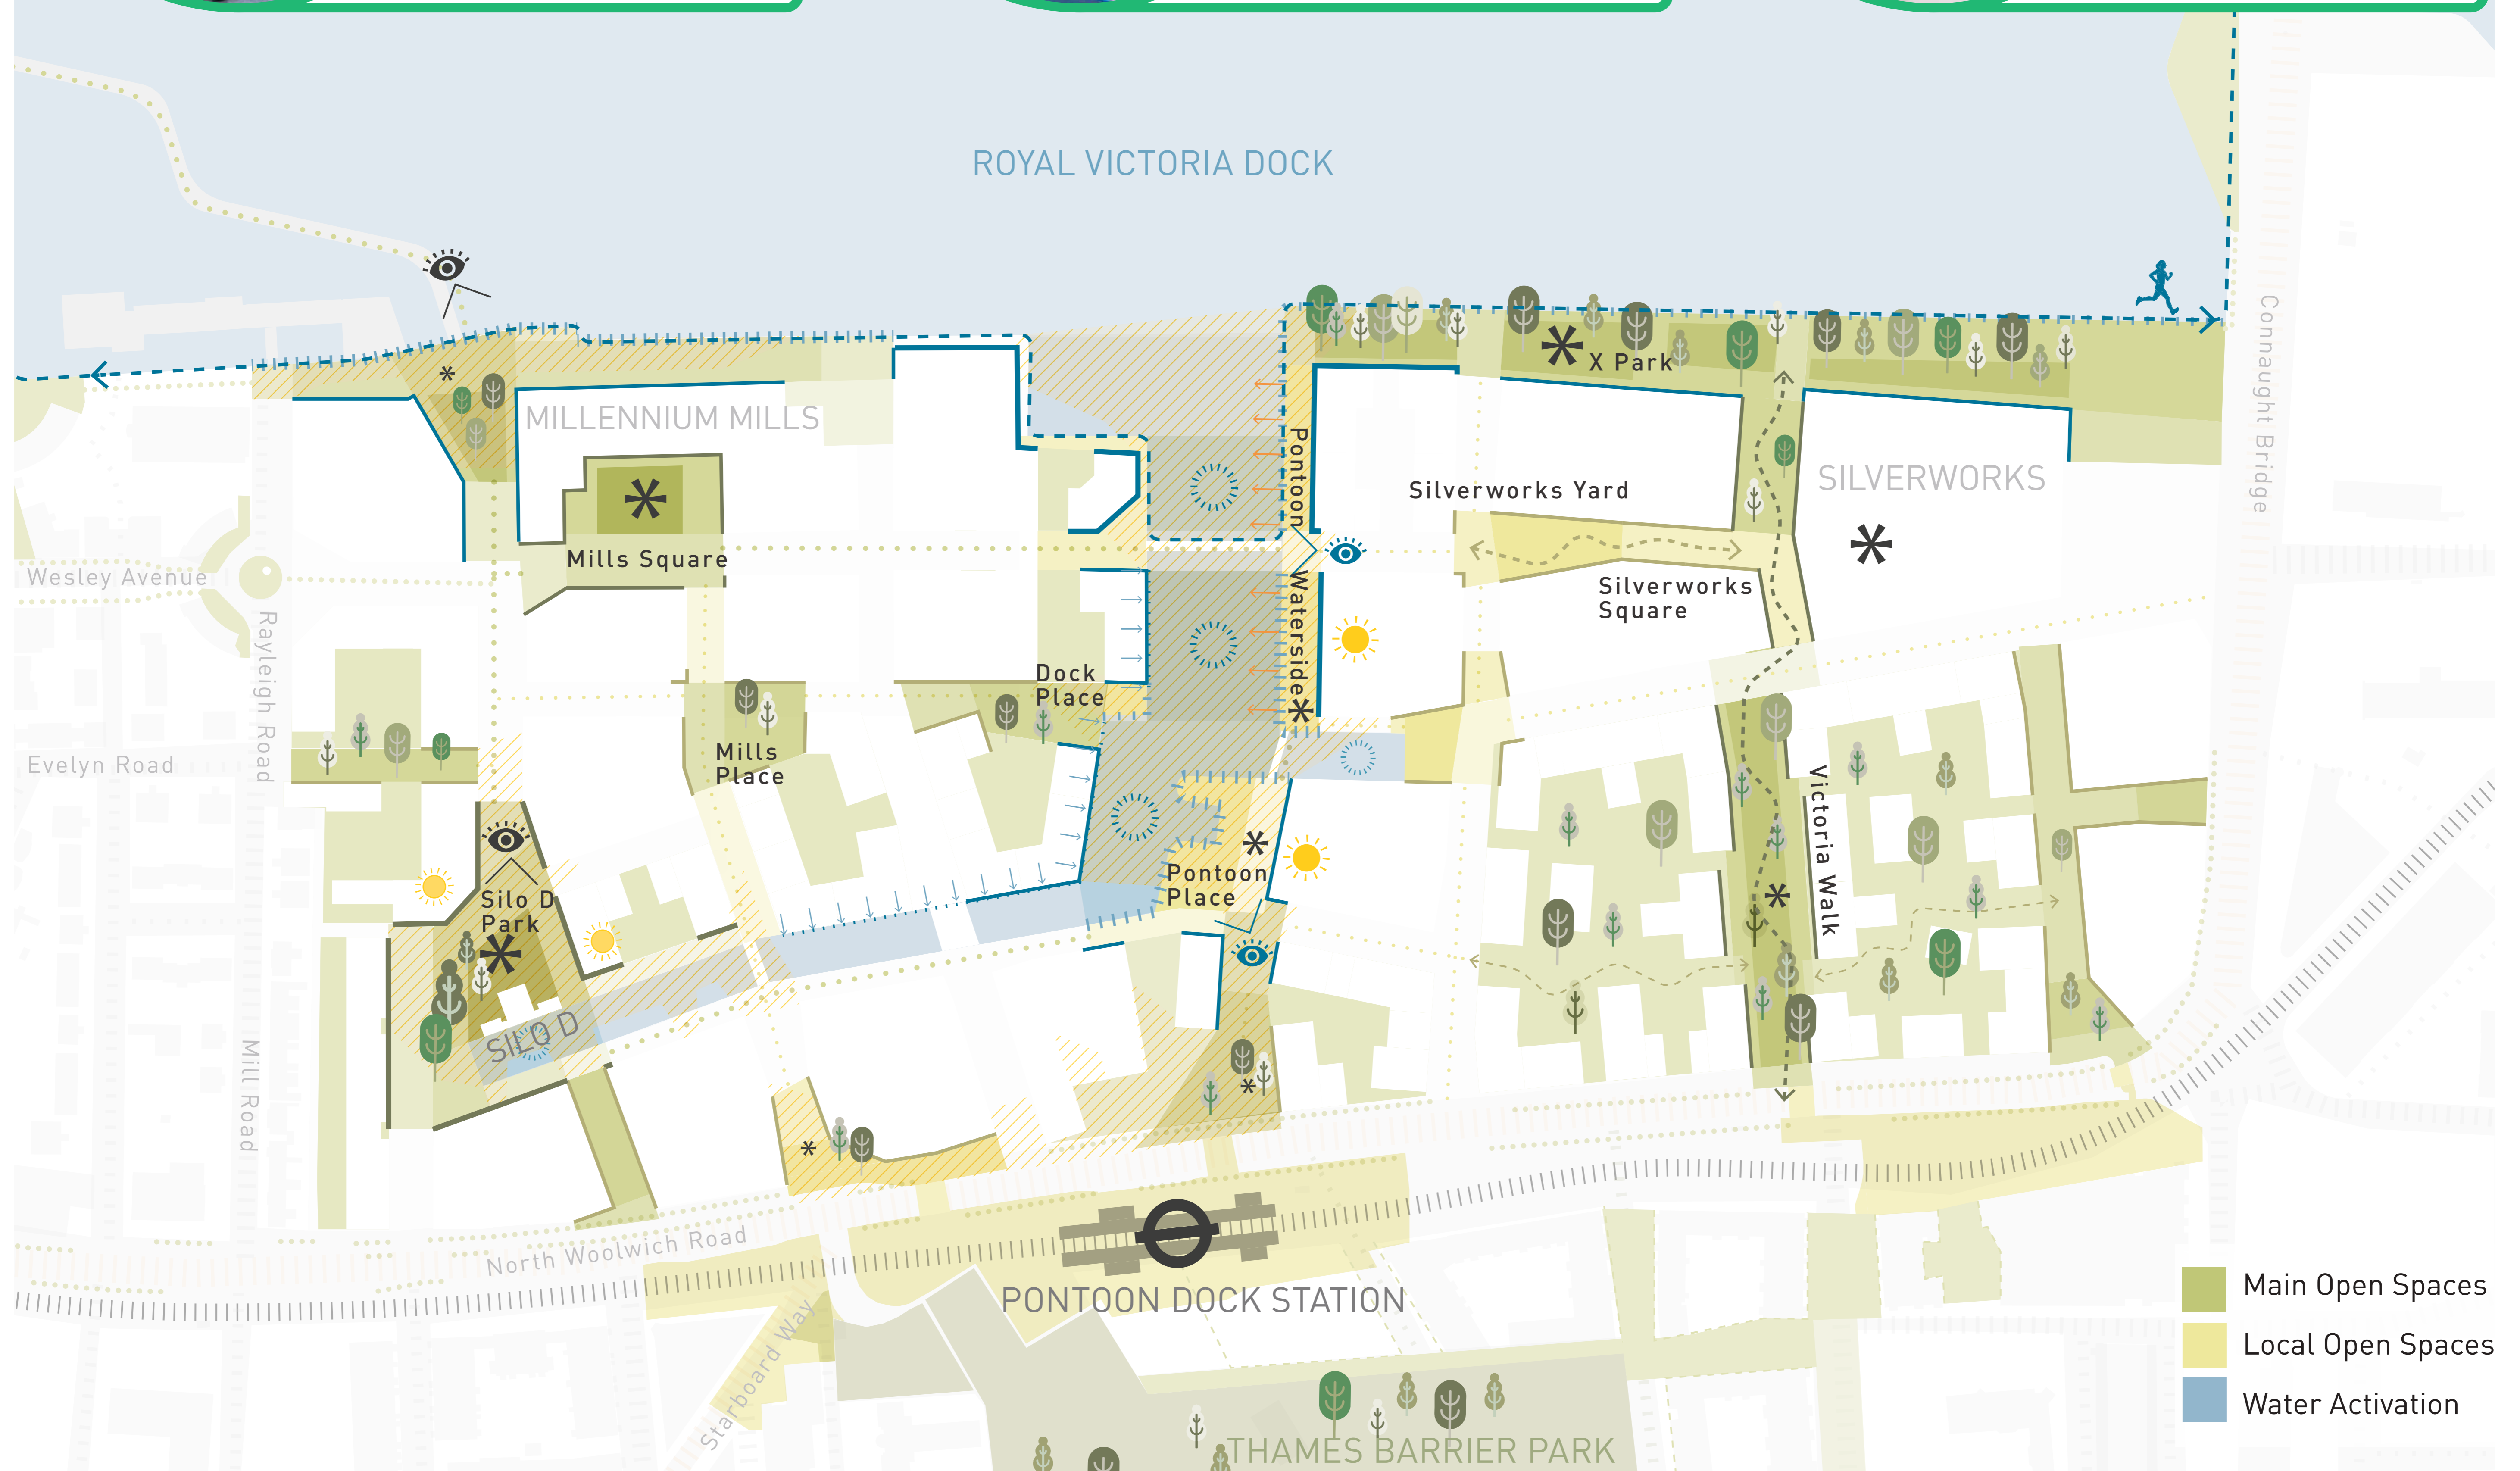 ROYAL VICTORIA DOCK
Connaught Bridge
X Park
MILLENNIUM MILLS
Pontoon
Waterside
Silverworks Yard
SILVERWORKS
Mills Square
Wesley Avenue
Silverworks
Square
Rayleigh Road
Dock
Place
Mills
Place
Evelyn Road
Victoria Walk
Pontoon
Place
Silo D
Park
SILO D
Mill Road
North Woolwich Road
PONTOON DOCK STATION
Starboard Way
THAMES BARRIER PARK
Main Open Spaces
Local Open Spaces
Water Activation